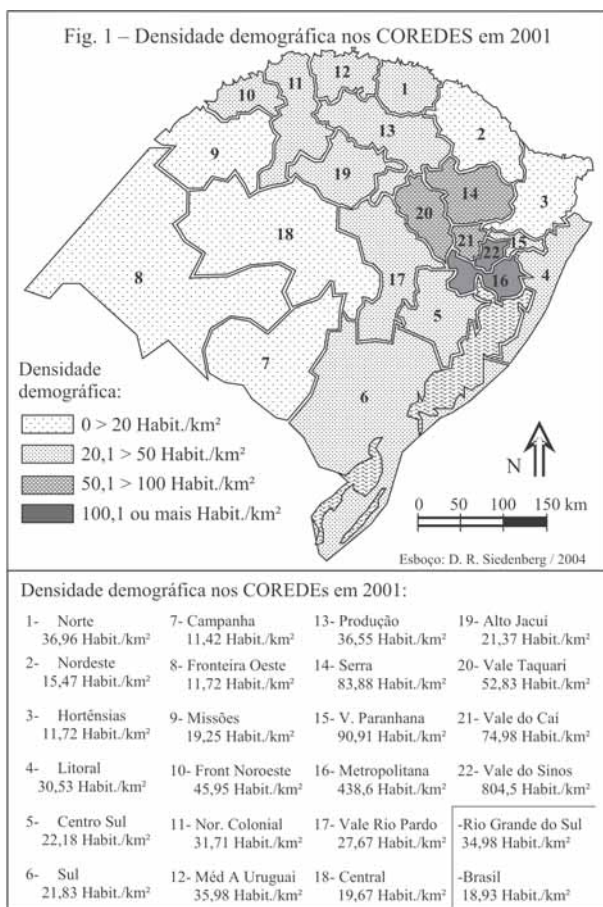 Fig. 1 – Densidade demográfica nos COREDES em 2001
12
11
1
10
13
2
9
19
14
3
20
18
21
15
22
8
17
16
4
5
7
6
Densidade
demográfica:
0 > 20 Habit./km²
20,1 > 50 Habit./km²
50,1 > 100 Habit./km²
100,1 ou mais Habit./km²
N
0 50 100 150 km
Esboço: D. R. Siedenberg / 2004
Densidade demográfica nos COREDEs em 2001:
1- Norte
36,96 Habit./km²
2- Nordeste
15,47 Habit./km²
3- Hortênsias
11,72 Habit./km²
4- Litoral
30,53 Habit./km²
5- Centro Sul
22,18 Habit./km²
6- Sul
21,83 Habit./km²
7- Campanha
11,42 Habit./km²
8- Fronteira Oeste
11,72 Habit./km²
9- Missões
19,25 Habit./km²
10- Front Noroeste
45,95 Habit./km²
11- Nor. Colonial
31,71 Habit./km²
12- Méd A Uruguai
35,98 Habit./km²
13- Produção
36,55 Habit./km²
14- Serra
83,88 Habit./km²
15- V. Paranhana
90,91 Habit./km²
16- Metropolitana
438,6 Habit./km²
17- Vale Rio Pardo
27,67 Habit./km²
18- Central
19,67 Habit./km²
19- Alto Jacuí
21,37 Habit./km²
20- Vale Taquari
52,83 Habit./km²
21- Vale do Caí
74,98 Habit./km²
22- Vale do Sinos
804,5 Habit./km²
-Rio Grande do Sul
34,98 Habit./km²
-Brasil
18,93 Habit./km²